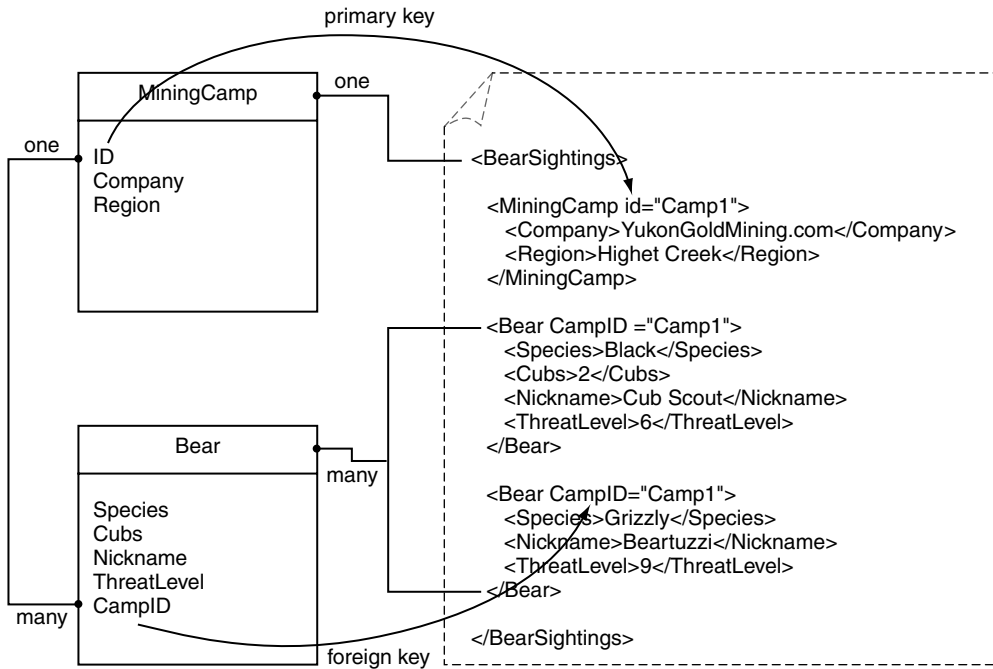 primary key
MiningCamp
one
one
ID
Company
Region
<BearSightings>
<MiningCamp id="Camp1">
<Company>YukonGoldMining.com</Company>
<Region>Highet Creek</Region>
</MiningCamp>
<Bear CampID ="Camp1">
<Species>Black</Species>
<Cubs>2</Cubs>
<Nickname>Cub Scout</Nickname>
<ThreatLevel>6</ThreatLevel>
</Bear>
Bear
many
Species
Cubs
Nickname
ThreatLevel
CampID
many
<Bear CampID="Camp1">
<Species>Grizzly</Species>
<Nickname>Beartuzzi</Nickname>
<ThreatLevel>9</ThreatLevel>
</Bear>
</BearSightings>
foreign key